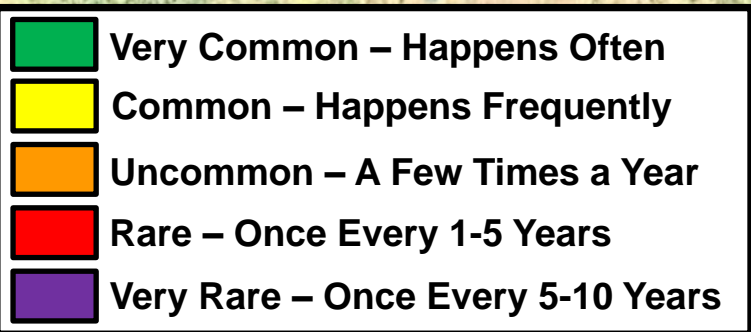 Very Common – Happens Often
Common – Happens Frequently
Uncommon – A Few Times a Year
Rare – Once Every 1-5 Years
Very Rare – Once Every 5-10 Years